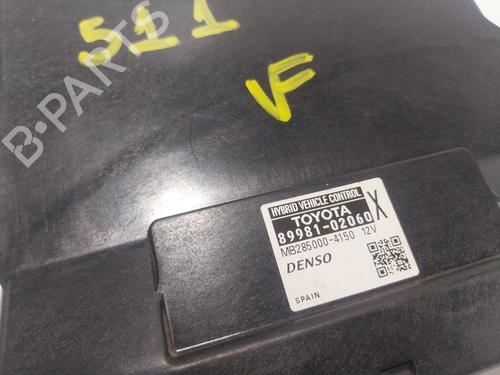 511
VF
B-PARTS
HYBRID VEHICLE CONTROL
TOYOTA X
89981-02060
MB285000-4150 12V
DENSO
SPAIN